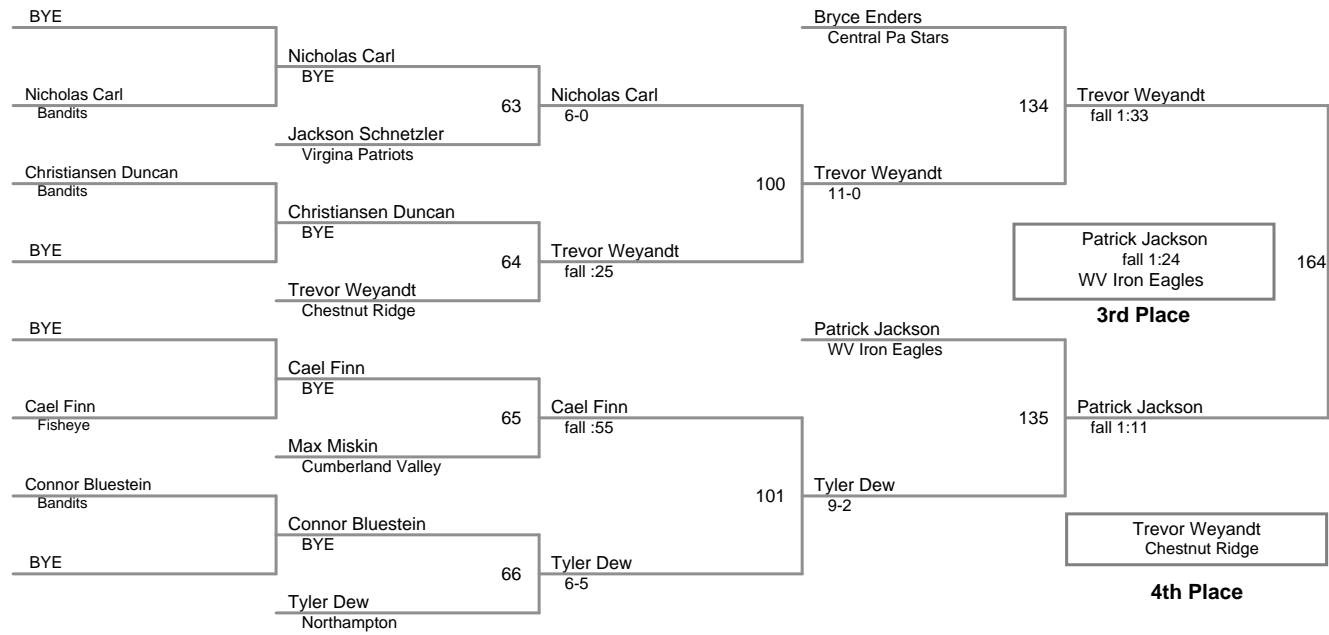 BYE
Nicholas Carl
Bandits
Christiansen Duncan
Bandits
BYE
BYE
Cael Finn
Fisheye
Connor Bluestein
Bandits
BYE
Nicholas Carl
BYE
63
Jackson Schnetzler
Virgina Patriots
Christiansen Duncan
BYE
64
Trevor Weyandt
Chestnut Ridge
Cael Finn
BYE
65
Max Miskin
Cumberland Valley
Connor Bluestein
BYE
66
Tyler Dew
Northampton
Nicholas Carl
6-0
100
Trevor Weyandt
fall :25
Cael Finn
fall :55
101
Tyler Dew
6-5
Bryce Enders
Central Pa Stars
134
Trevor Weyandt
11-0
Patrick Jackson
WV Iron Eagles
135
Tyler Dew
9-2
Trevor Weyandt
fall 1:33
164
Patrick Jackson
fall 1:11
Patrick Jackson
fall 1:24
WV Iron Eagles
3rd Place
Trevor Weyandt
Chestnut Ridge
4th Place